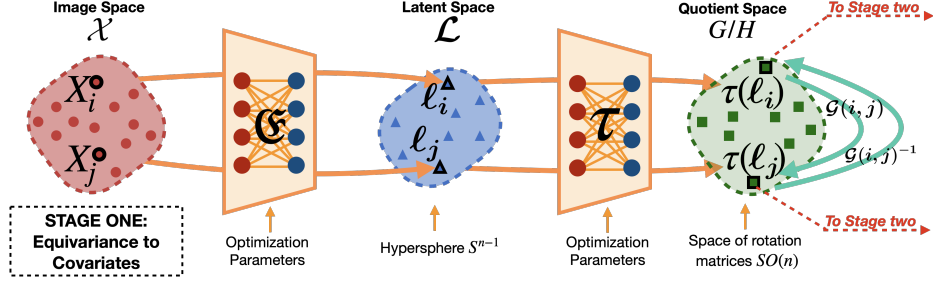 Image Space
𝒳
Latent Space
ℒ
Quotient Space
G/H
To Stage two
X_i
X_j
𝔈
ℓ_i
ℓ_j
𝒯
τ(ℓ_i)
τ(ℓ_j)
𝒢(i, j)
𝒢(i, j)^{-1}
To Stage two
STAGE ONE:
Equivariance to
Covariates
Optimization
Parameters
Hypersphere S^{n−1}
Optimization
Parameters
Space of rotation
matrices SO(n)